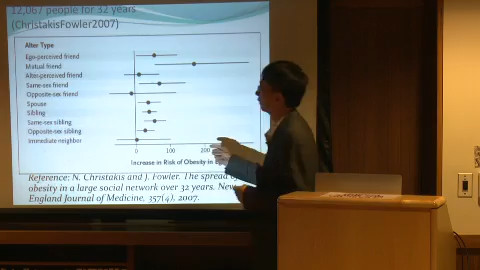 12,067 people for 32 years
(ChristakisFowler2007)
Alter Type
Ego-perceived friend
Mutual friend
Alter-perceived friend
Same-sex friend
Opposite-sex friend
Spouse
Sibling
Same-sex sibling
Opposite-sex sibling
Immediate neighbor
0 100 200
Increase in Risk of Obesity in
Reference: N. Christakis and J. Fowler. The spread of
obesity in a large social network over 32 years. New
England Journal of Medicine. 357(4), 2007.